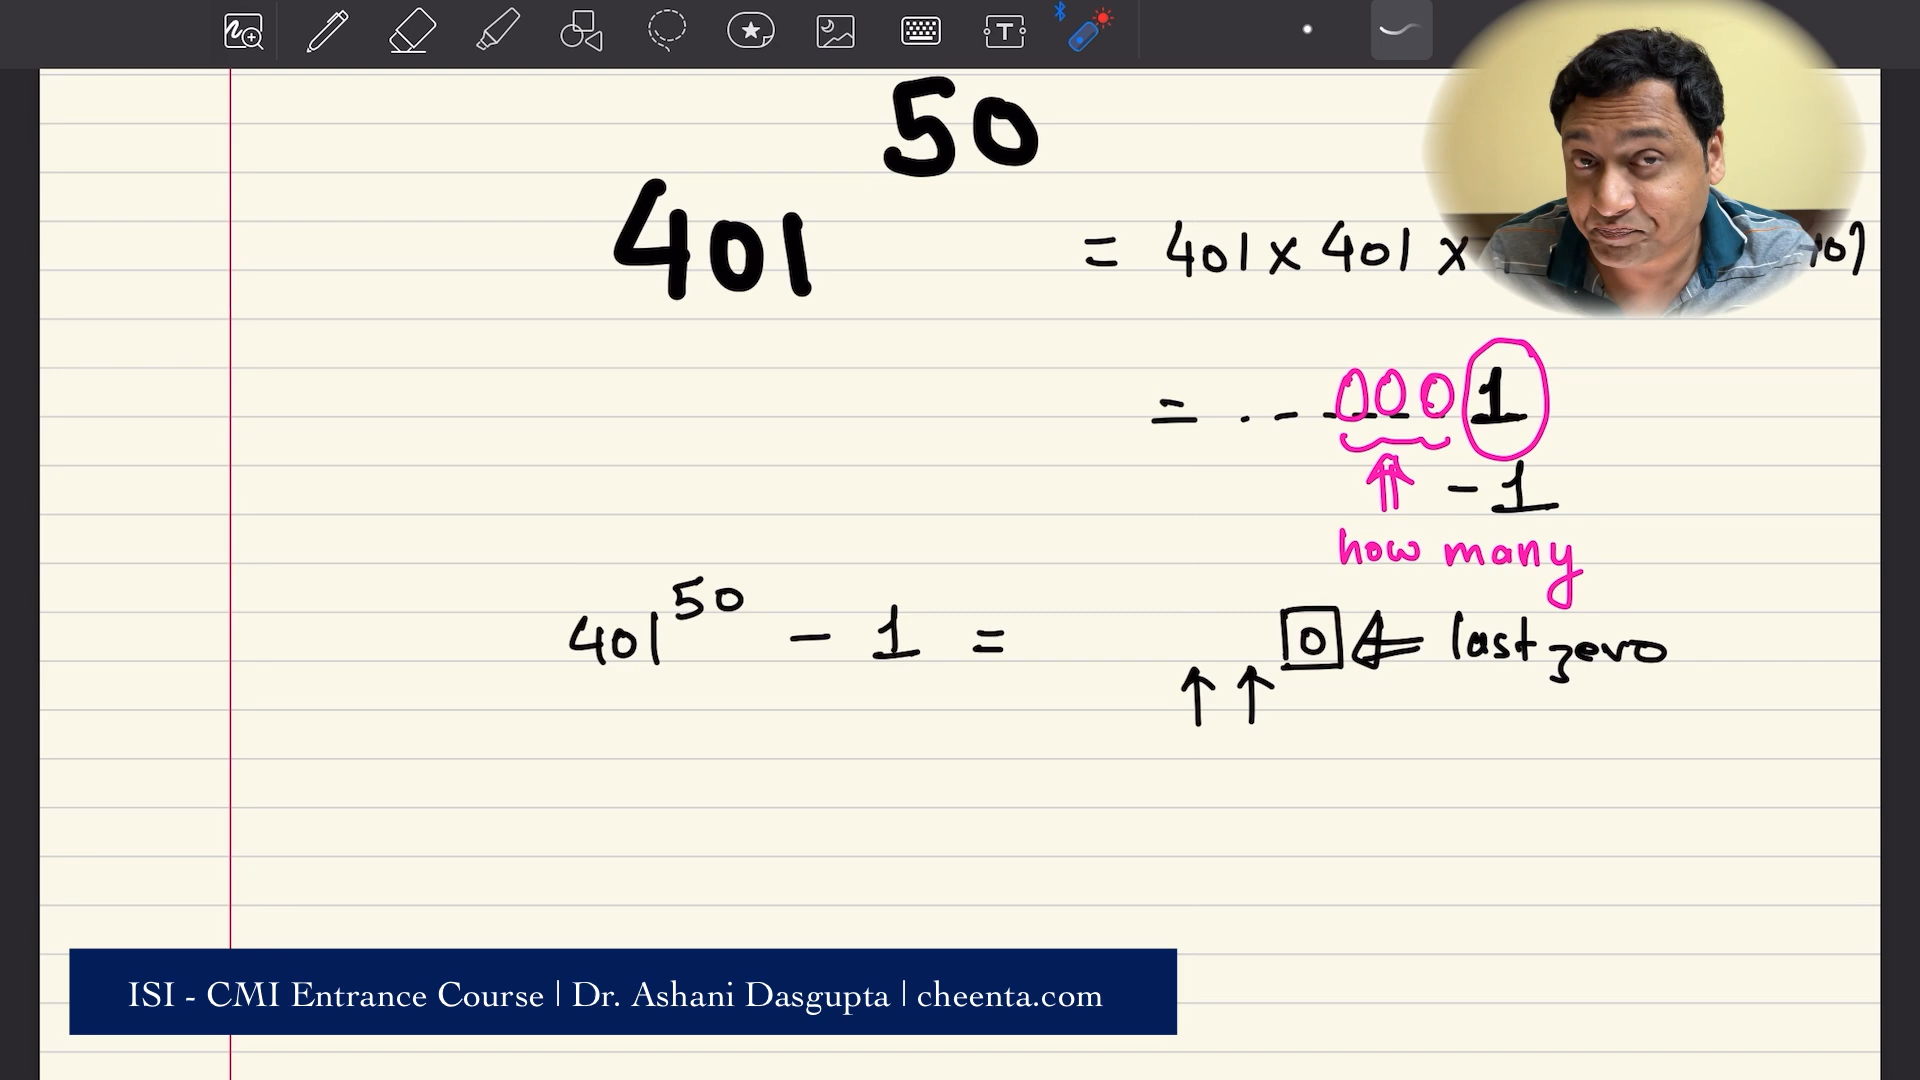 401^50 = 401 x 401 x
= . - - 0001
- 1
how many
401^50 - 1 = 0 ⇐ last zero
↑ ↑
ISI - CMI Entrance Course | Dr. Ashani Dasgupta | cheenta.com